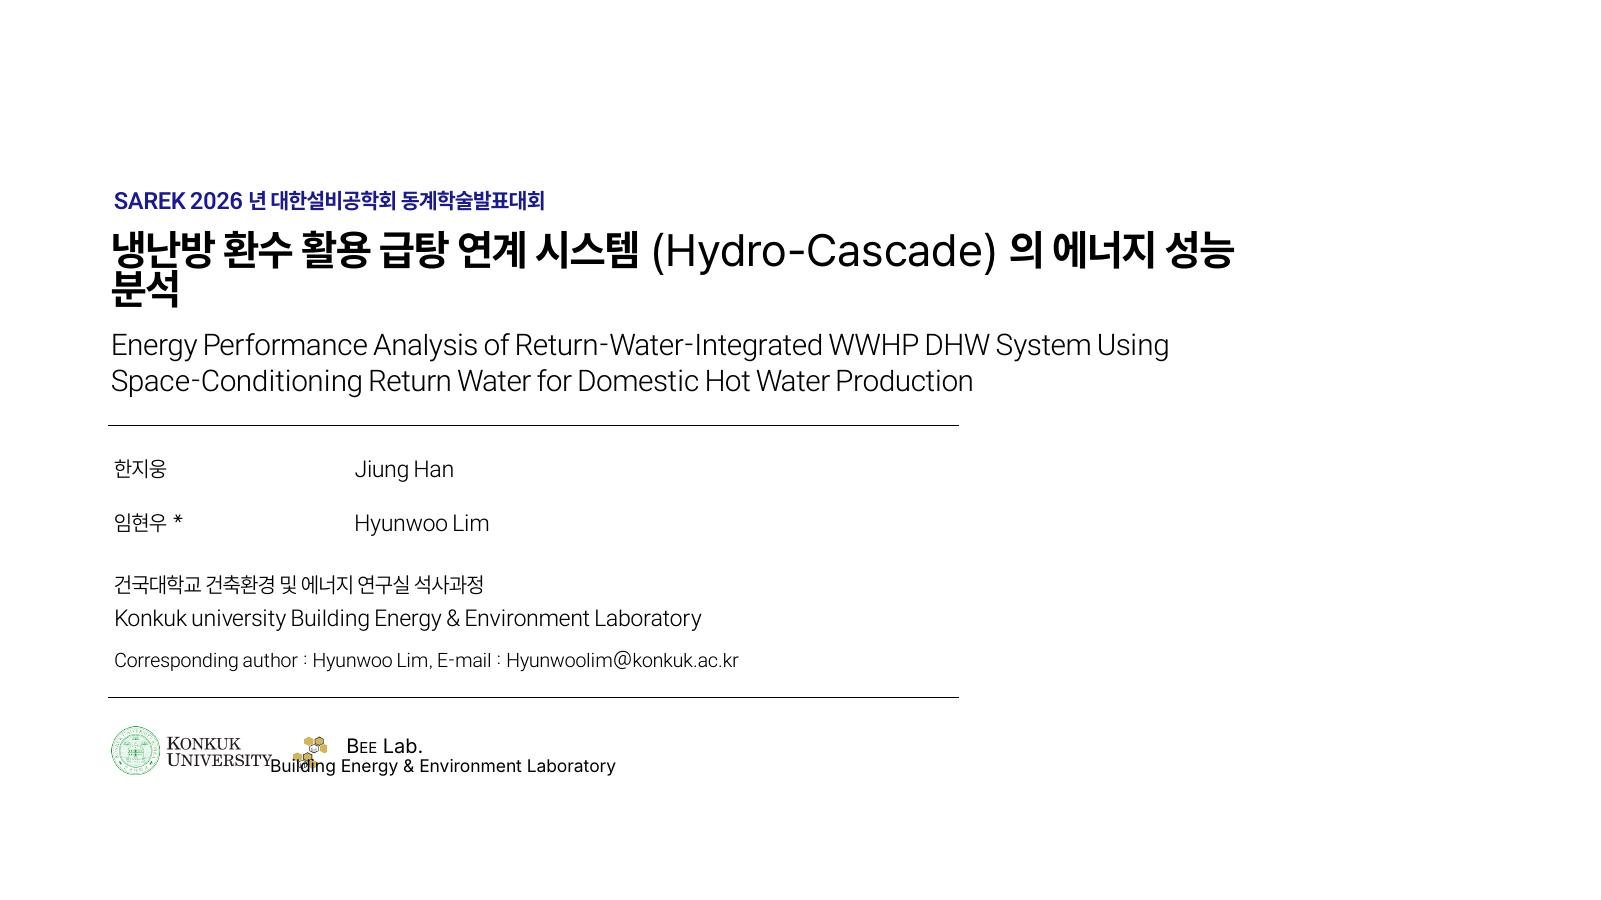 SAREK 2026 년 대한설비공학회 동계학술발표대회
냉난방 환수 활용 급탕 연계 시스템 (Hydro-Cascade) 의 에너지 성능
분석
Energy Performance Analysis of Return-Water-Integrated WWHP DHW System Using
Space-Conditioning Return Water for Domestic Hot Water Production
한지웅 Jiung Han
임현우 * Hyunwoo Lim
건국대학교 건축환경 및 에너지 연구실 석사과정
Konkuk university Building Energy & Environment Laboratory
Corresponding author : Hyunwoo Lim, E-mail : Hyunwoolim@konkuk.ac.kr
KONKUK
UNIVERSITY
BEE Lab.
Building Energy & Environment Laboratory